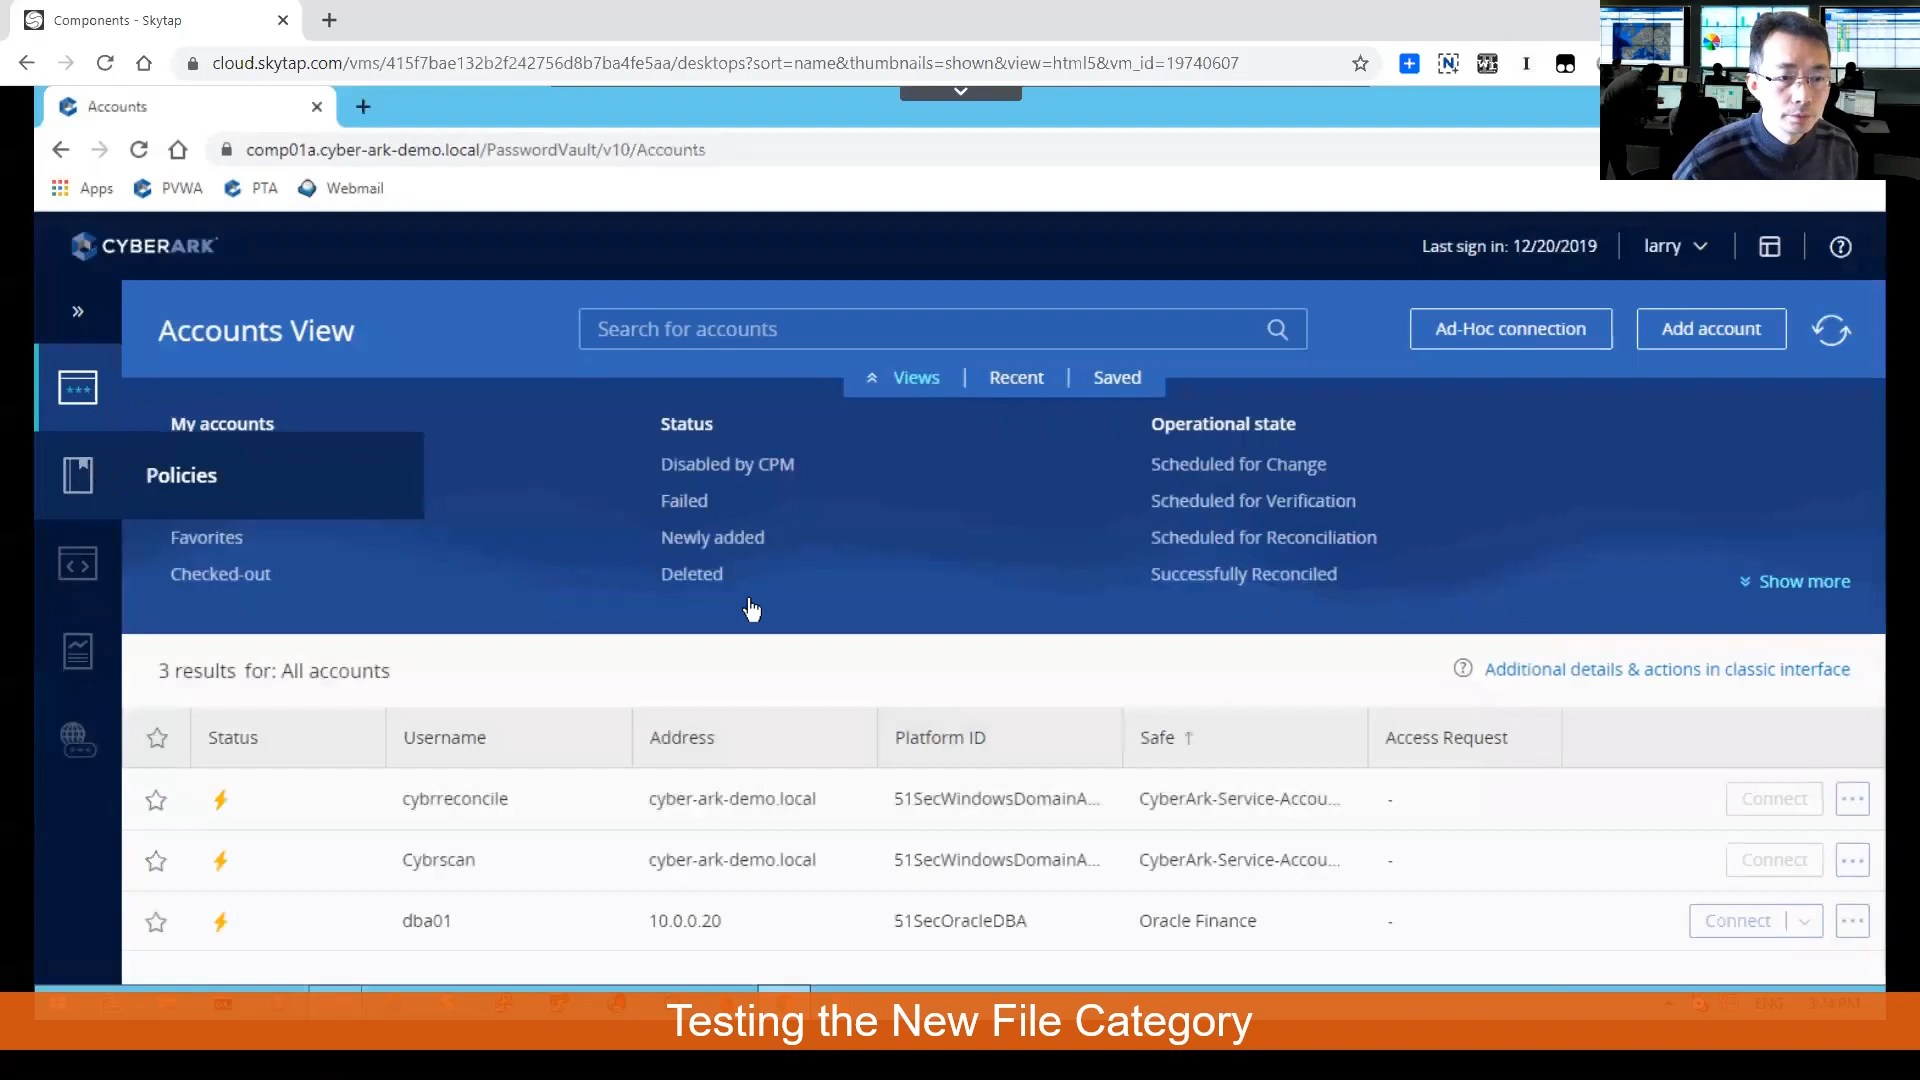 Components - Skytap
cloud.skytap.com/vms/415f7bae132b2f242756d8b7ba4fe5aa/desktops?sort=name&thumbnails=shown&view=html5&vm_id=19740607
Accounts
comp01a.cyber-ark-demo.local/PasswordVault/v10/Accounts
Apps PVWA PTA Webmail
CYBERARK Last sign in: 12/20/2019 larry
Accounts View Search for accounts Ad-Hoc connection Add account
Views | Recent | Saved
My accounts Status Operational state
Disabled by CPM Scheduled for Change
Policies
Failed Scheduled for Verification
Favorites Newly added Scheduled for Reconciliation
Checked-out Deleted Successfully Reconciled Show more
3 results for: All accounts Additional details & actions in classic interface
Status Username Address Platform ID Safe Access Request
cybrreconcile cyber-ark-demo.local 51SecWindowsDomainA... CyberArk-Service-Accou... - Connect
Cybrscan cyber-ark-demo.local 51SecWindowsDomainA... CyberArk-Service-Accou... - Connect
dba01 10.0.0.20 51SecOracleDBA Oracle Finance - Connect
Testing the New File Category